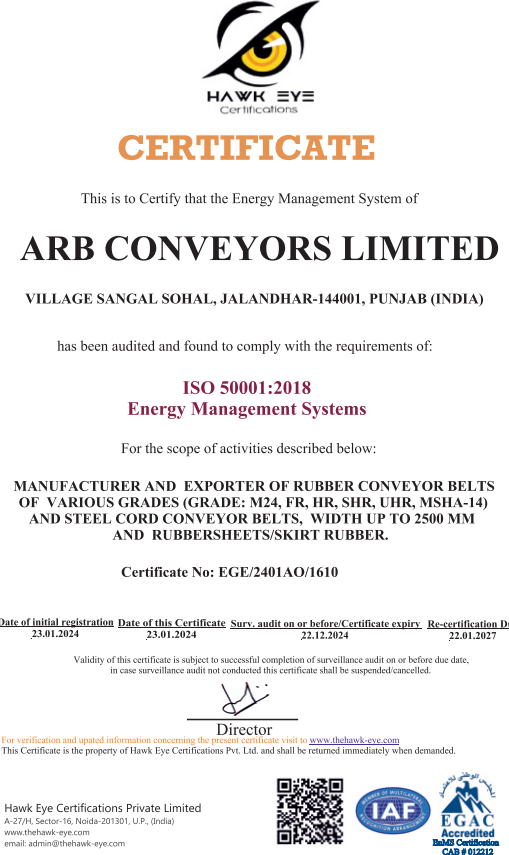 HAWK EYE
Certifications
CERTIFICATE
This is to Certify that the Energy Management System of
ARB CONVEYORS LIMITED
VILLAGE SANGAL SOHAL, JALANDHAR-144001, PUNJAB (INDIA)
has been audited and found to comply with the requirements of:
ISO 50001:2018
Energy Management Systems
For the scope of activities described below:
MANUFACTURER AND EXPORTER OF RUBBER CONVEYOR BELTS
OF VARIOUS GRADES (GRADE: M24, FR, HR, SHR, UHR, MSHA-14)
AND STEEL CORD CONVEYOR BELTS, WIDTH UP TO 2500 MM
AND RUBBERSHEETS/SKIRT RUBBER.
Certificate No: EGE/2401AO/1610
Date of initial registration Date of this Certificate Surv. audit on or before/Certificate expiry Re-certification D
23.01.2024 23.01.2024 22.12.2024 22.01.2027
Validity of this certificate is subject to successful completion of surveillance audit on or before due date,
in case surveillance audit not conducted this certificate shall be suspended/cancelled.
Director
For verification and upated information concerning the present certificate visit to www.thehawk-eye.com
This Certificate is the property of Hawk Eye Certifications Pvt. Ltd. and shall be returned immediately when demanded.
Hawk Eye Certifications Private Limited
A-27/H, Sector-16, Noida-201301, U.P., (India)
www.thehawk-eye.com
email: admin@thehawk-eye.com
MEMBER OF MULTILATERAL
IAF
RECOGNITION ARRANGEMENT
EGAC
Accredited
EnMS Certification
CAB # 012212